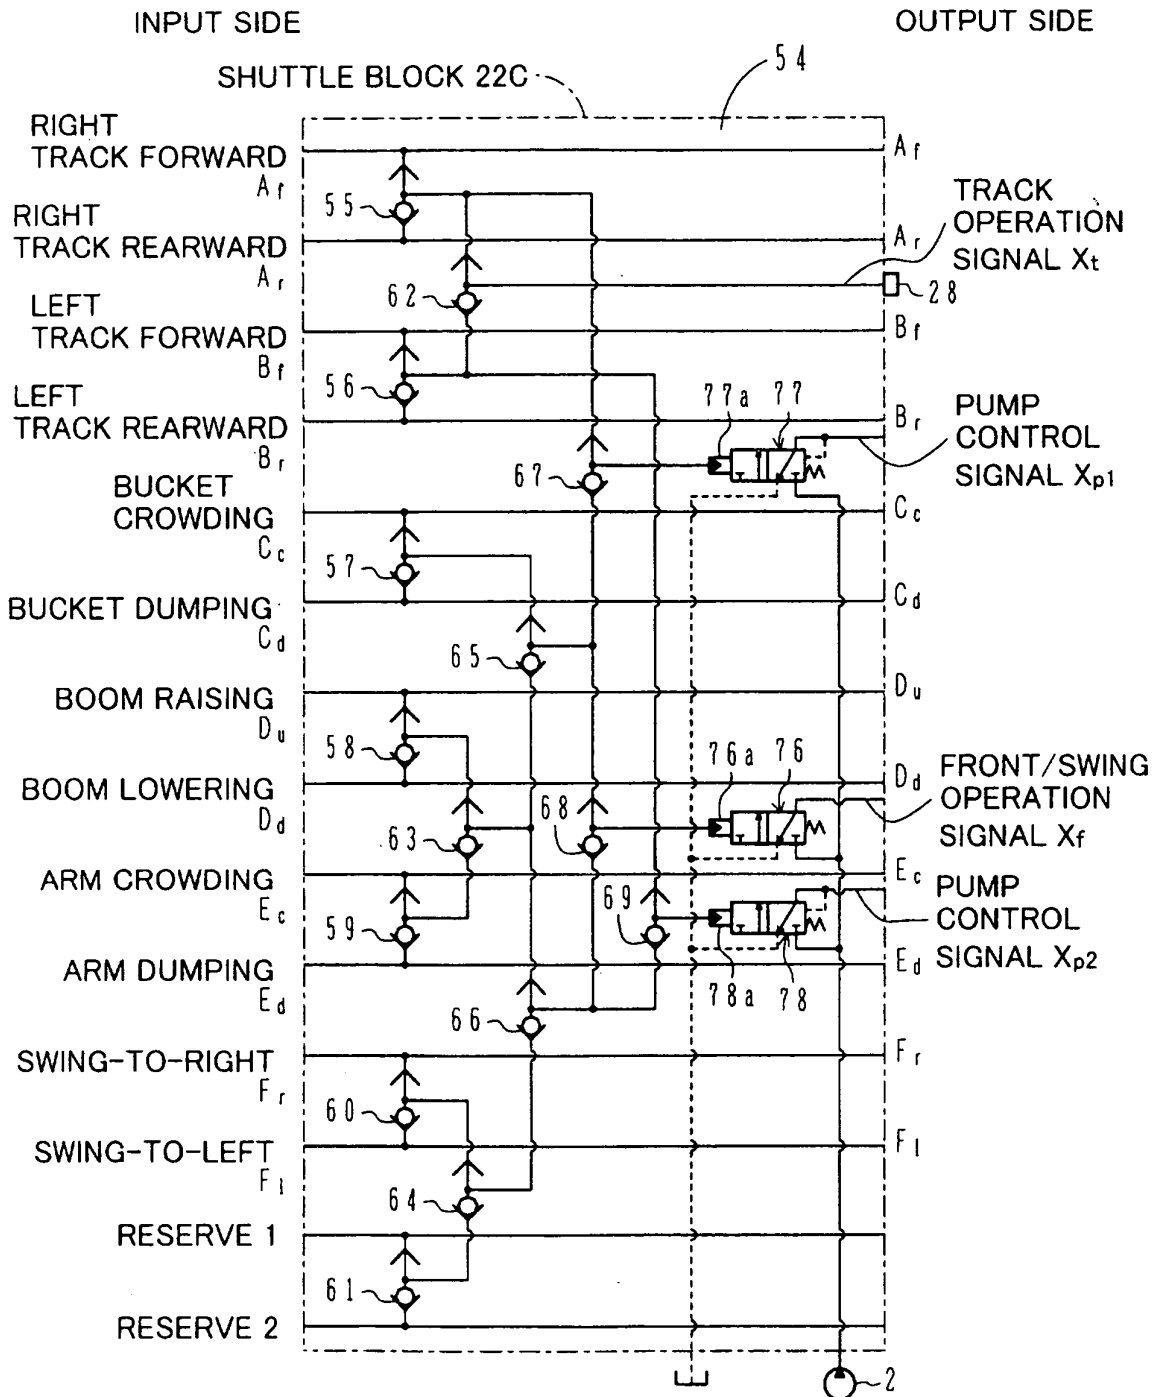 INPUT SIDE
OUTPUT SIDE
SHUTTLE BLOCK 22C
54
RIGHT
TRACK FORWARD
Af
Af
55
TRACK
OPERATION
SIGNAL Xt
RIGHT
TRACK REARWARD
Ar
Ar
62
28
LEFT
TRACK FORWARD
Bf
Bf
56
77a
77
LEFT
TRACK REARWARD
Br
Br
PUMP
CONTROL
SIGNAL Xp1
67
BUCKET
CROWDING
Cc
Cc
57
BUCKET DUMPING
Cd
Cd
65
BOOM RAISING
Du
Du
58
76a
76
BOOM LOWERING
Dd
Dd
FRONT/SWING
OPERATION
SIGNAL Xf
63
68
ARM CROWDING
Ec
Ec
PUMP
CONTROL
SIGNAL Xp2
59
69
ARM DUMPING
Ed
Ed
78a
78
66
SWING-TO-RIGHT
Fr
Fr
60
SWING-TO-LEFT
Fl
Fl
64
RESERVE 1
61
RESERVE 2
2